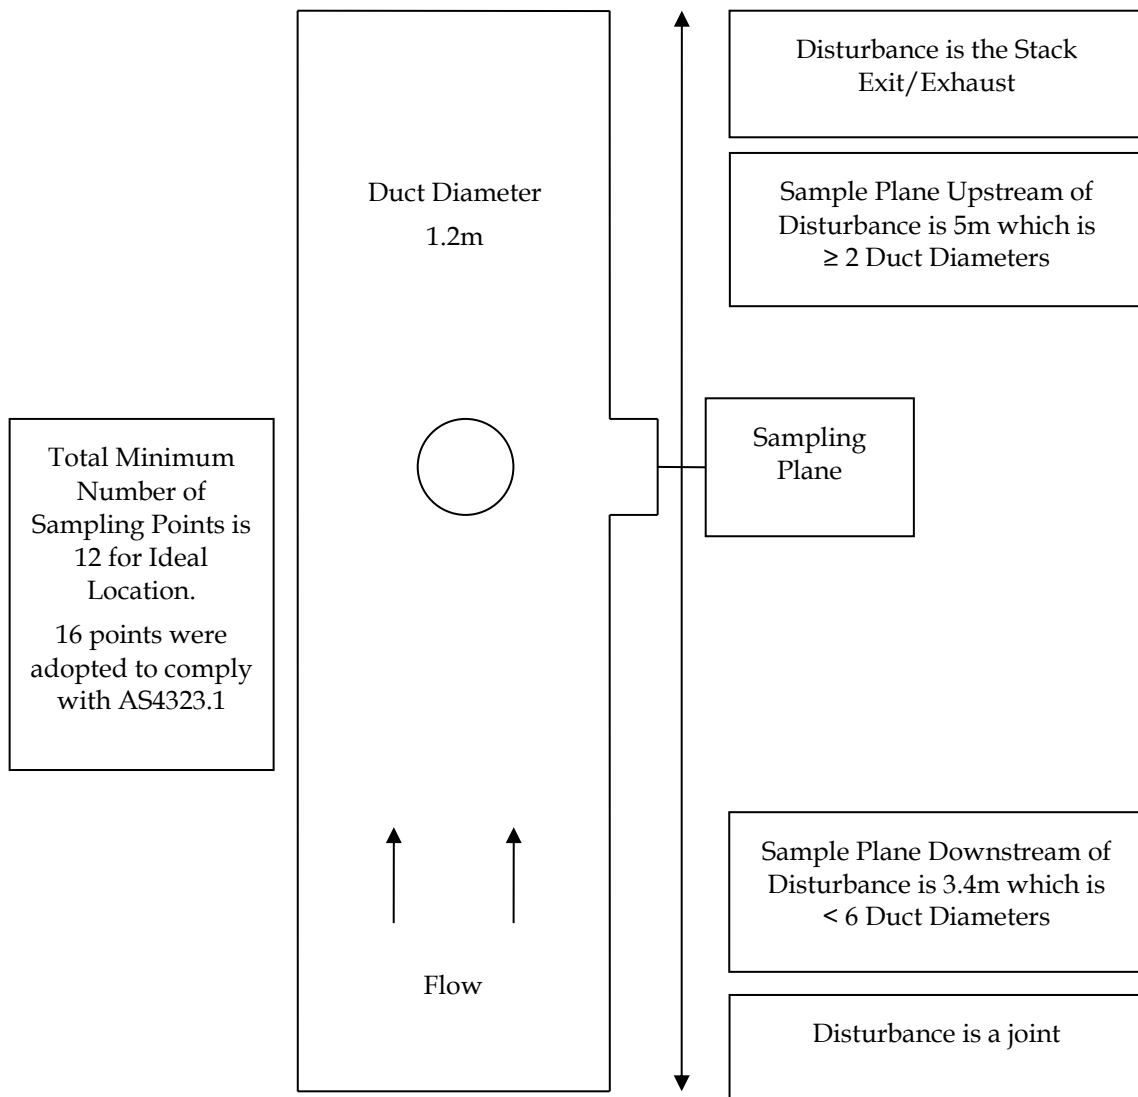 Disturbance is the Stack
Exit/Exhaust
Duct Diameter
1.2m
Sample Plane Upstream of
Disturbance is 5m which is
≥ 2 Duct Diameters
Total Minimum
Number of
Sampling Points is
12 for Ideal
Location.
16 points were
adopted to comply
with AS4323.1
Sampling
Plane
Sample Plane Downstream of
Disturbance is 3.4m which is
< 6 Duct Diameters
Flow
Disturbance is a joint